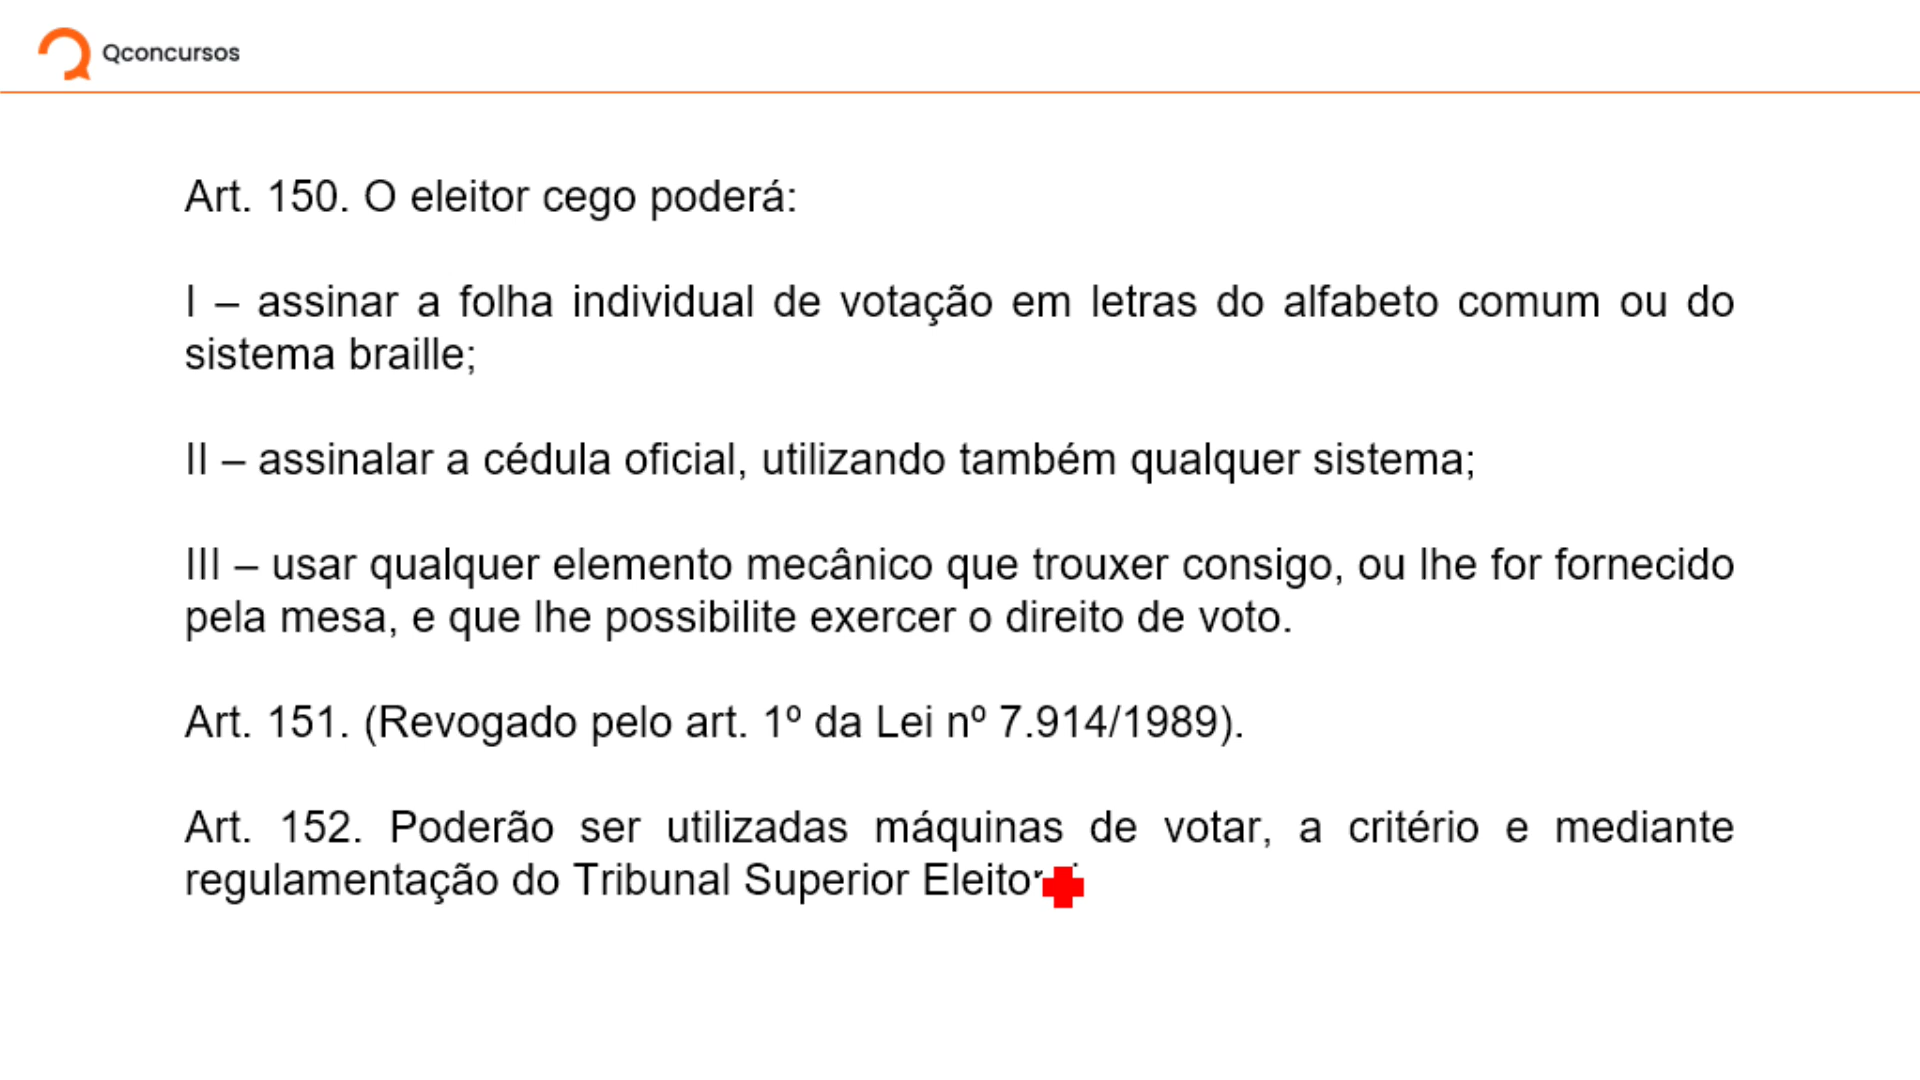 Qconcursos
Art. 150. O eleitor cego poderá:
I – assinar a folha individual de votação em letras do alfabeto comum ou do
sistema braille;
II – assinalar a cédula oficial, utilizando também qualquer sistema;
III – usar qualquer elemento mecânico que trouxer consigo, ou lhe for fornecido
pela mesa, e que lhe possibilite exercer o direito de voto.
Art. 151. (Revogado pelo art. 1º da Lei nº 7.914/1989).
Art. 152. Poderão ser utilizadas máquinas de votar, a critério e mediante
regulamentação do Tribunal Superior